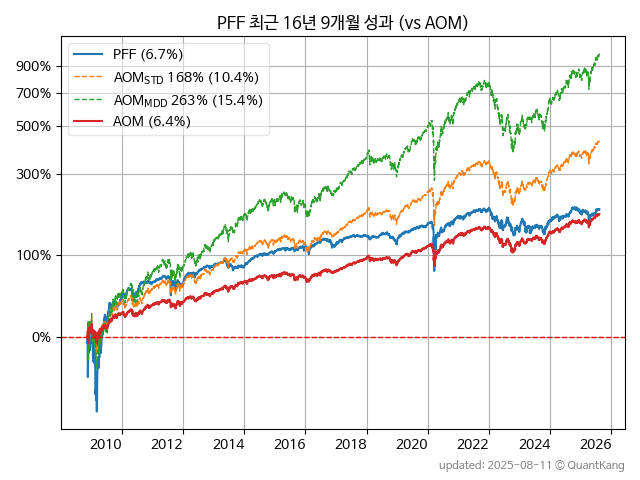 PFF 최근 16년 9개월 성과 (vs AOM)
PFF (6.7%)
AOM_STD 168% (10.4%)
AOM_MDD 263% (15.4%)
AOM (6.4%)
900%
700%
500%
300%
100%
0%
2010 2012 2014 2016 2018 2020 2022 2024 2026
updated: 2025-08-11 © QuantKang